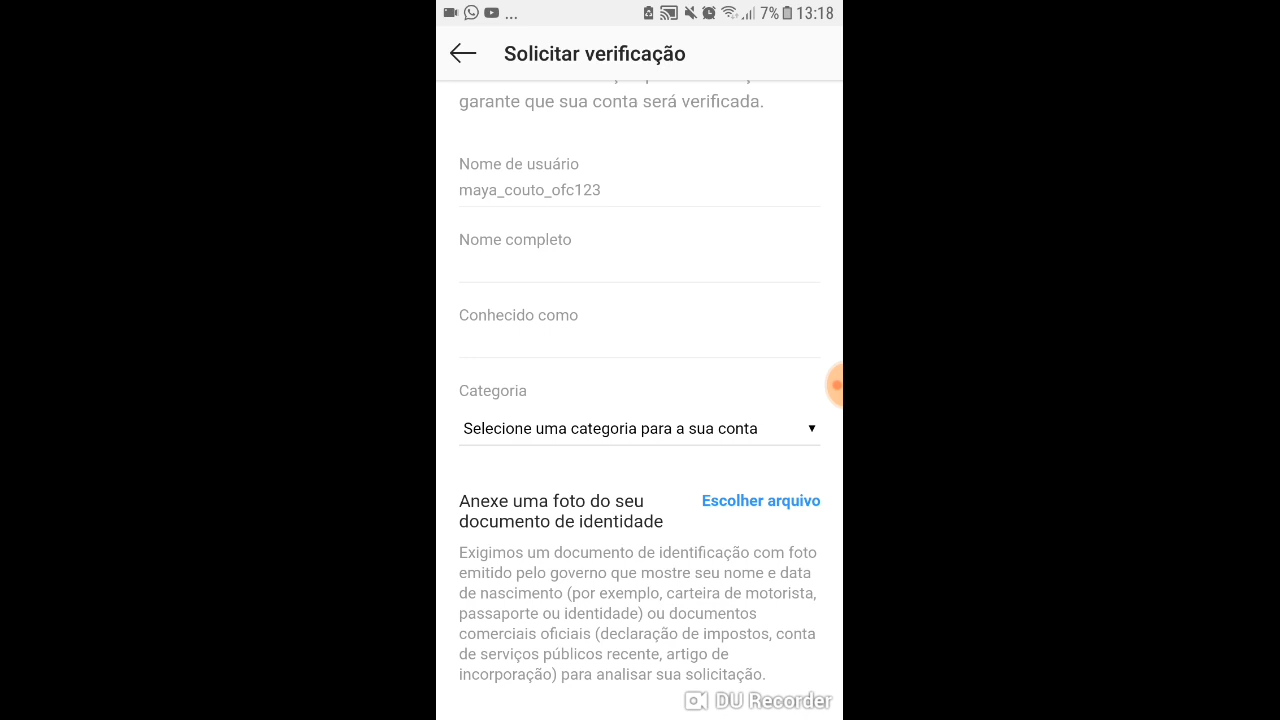 ... 7% 13:18
Solicitar verificação
garante que sua conta será verificada.
Nome de usuário
maya_couto_ofc123
Nome completo
Conhecido como
Categoria
Selecione uma categoria para a sua conta
Anexe uma foto do seu Escolher arquivo
documento de identidade
Exigimos um documento de identificação com foto
emitido pelo governo que mostre seu nome e data
de nascimento (por exemplo, carteira de motorista,
passaporte ou identidade) ou documentos
comerciais oficiais (declaração de impostos, conta
de serviços públicos recente, artigo de
incorporação) para analisar sua solicitação.
DU Recorder